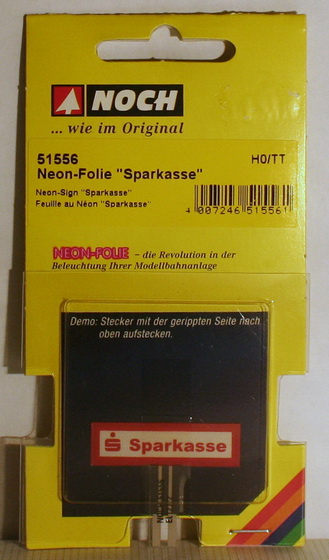 NOCH
... wie im Original
51556 H0/TT
Neon-Folie "Sparkasse"
Neon-Sign "Sparkasse"
Feuille au Néon "Sparkasse"
4 007246 515561
NEON-FOLIE – die Revolution in der
Beleuchtung Ihrer Modellbahnanlage
Demo: Stecker mit der gerippten Seite nach
oben aufstecken.
Sparkasse